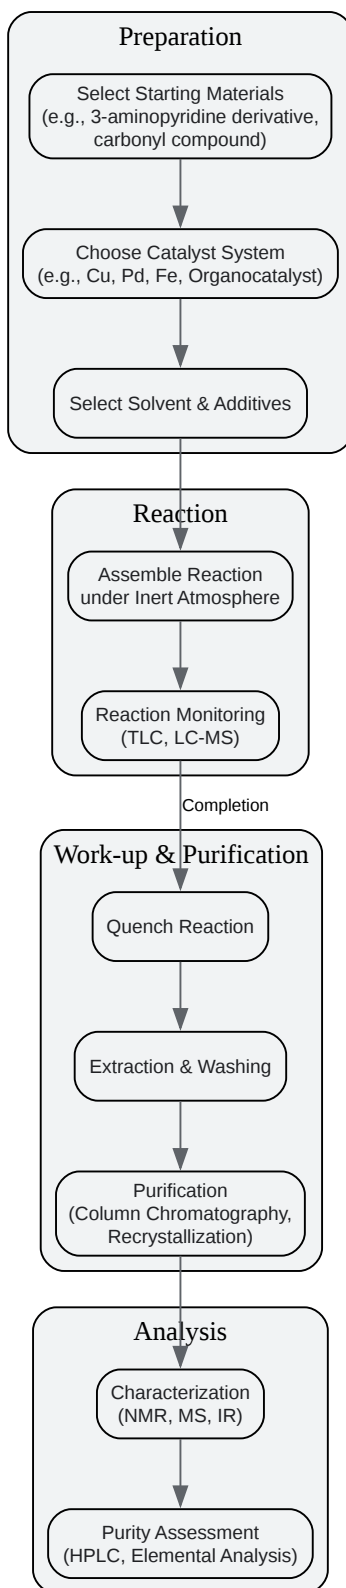 Preparation
Select Starting Materials
(e.g., 3-aminopyridine derivative,
carbonyl compound)
Choose Catalyst System
(e.g., Cu, Pd, Fe, Organocatalyst)
Select Solvent & Additives
Reaction
Assemble Reaction
under Inert Atmosphere
Reaction Monitoring
(TLC, LC-MS)
Completion
Work-up & Purification
Quench Reaction
Extraction & Washing
Purification
(Column Chromatography,
Recrystallization)
Analysis
Characterization
(NMR, MS, IR)
Purity Assessment
(HPLC, Elemental Analysis)